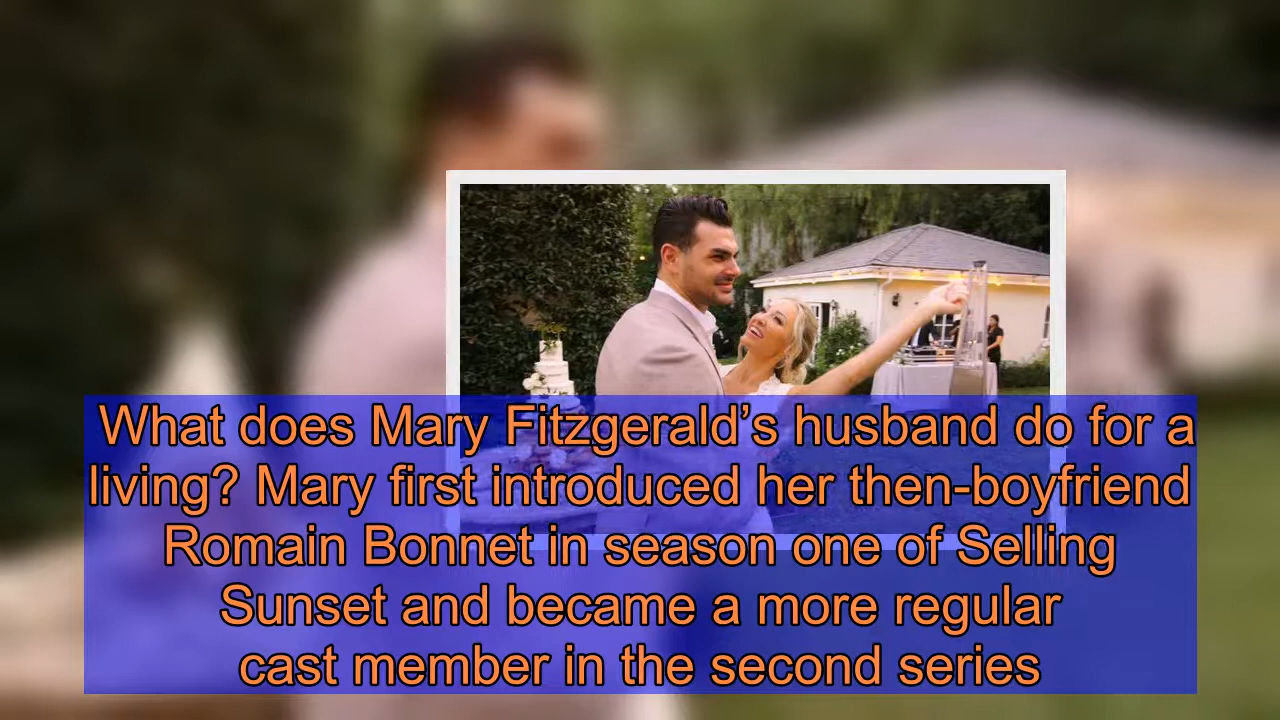 What does Mary Fitzgerald’s husband do for a
living? Mary first introduced her then-boyfriend
Romain Bonnet in season one of Selling
Sunset and became a more regular
cast member in the second series